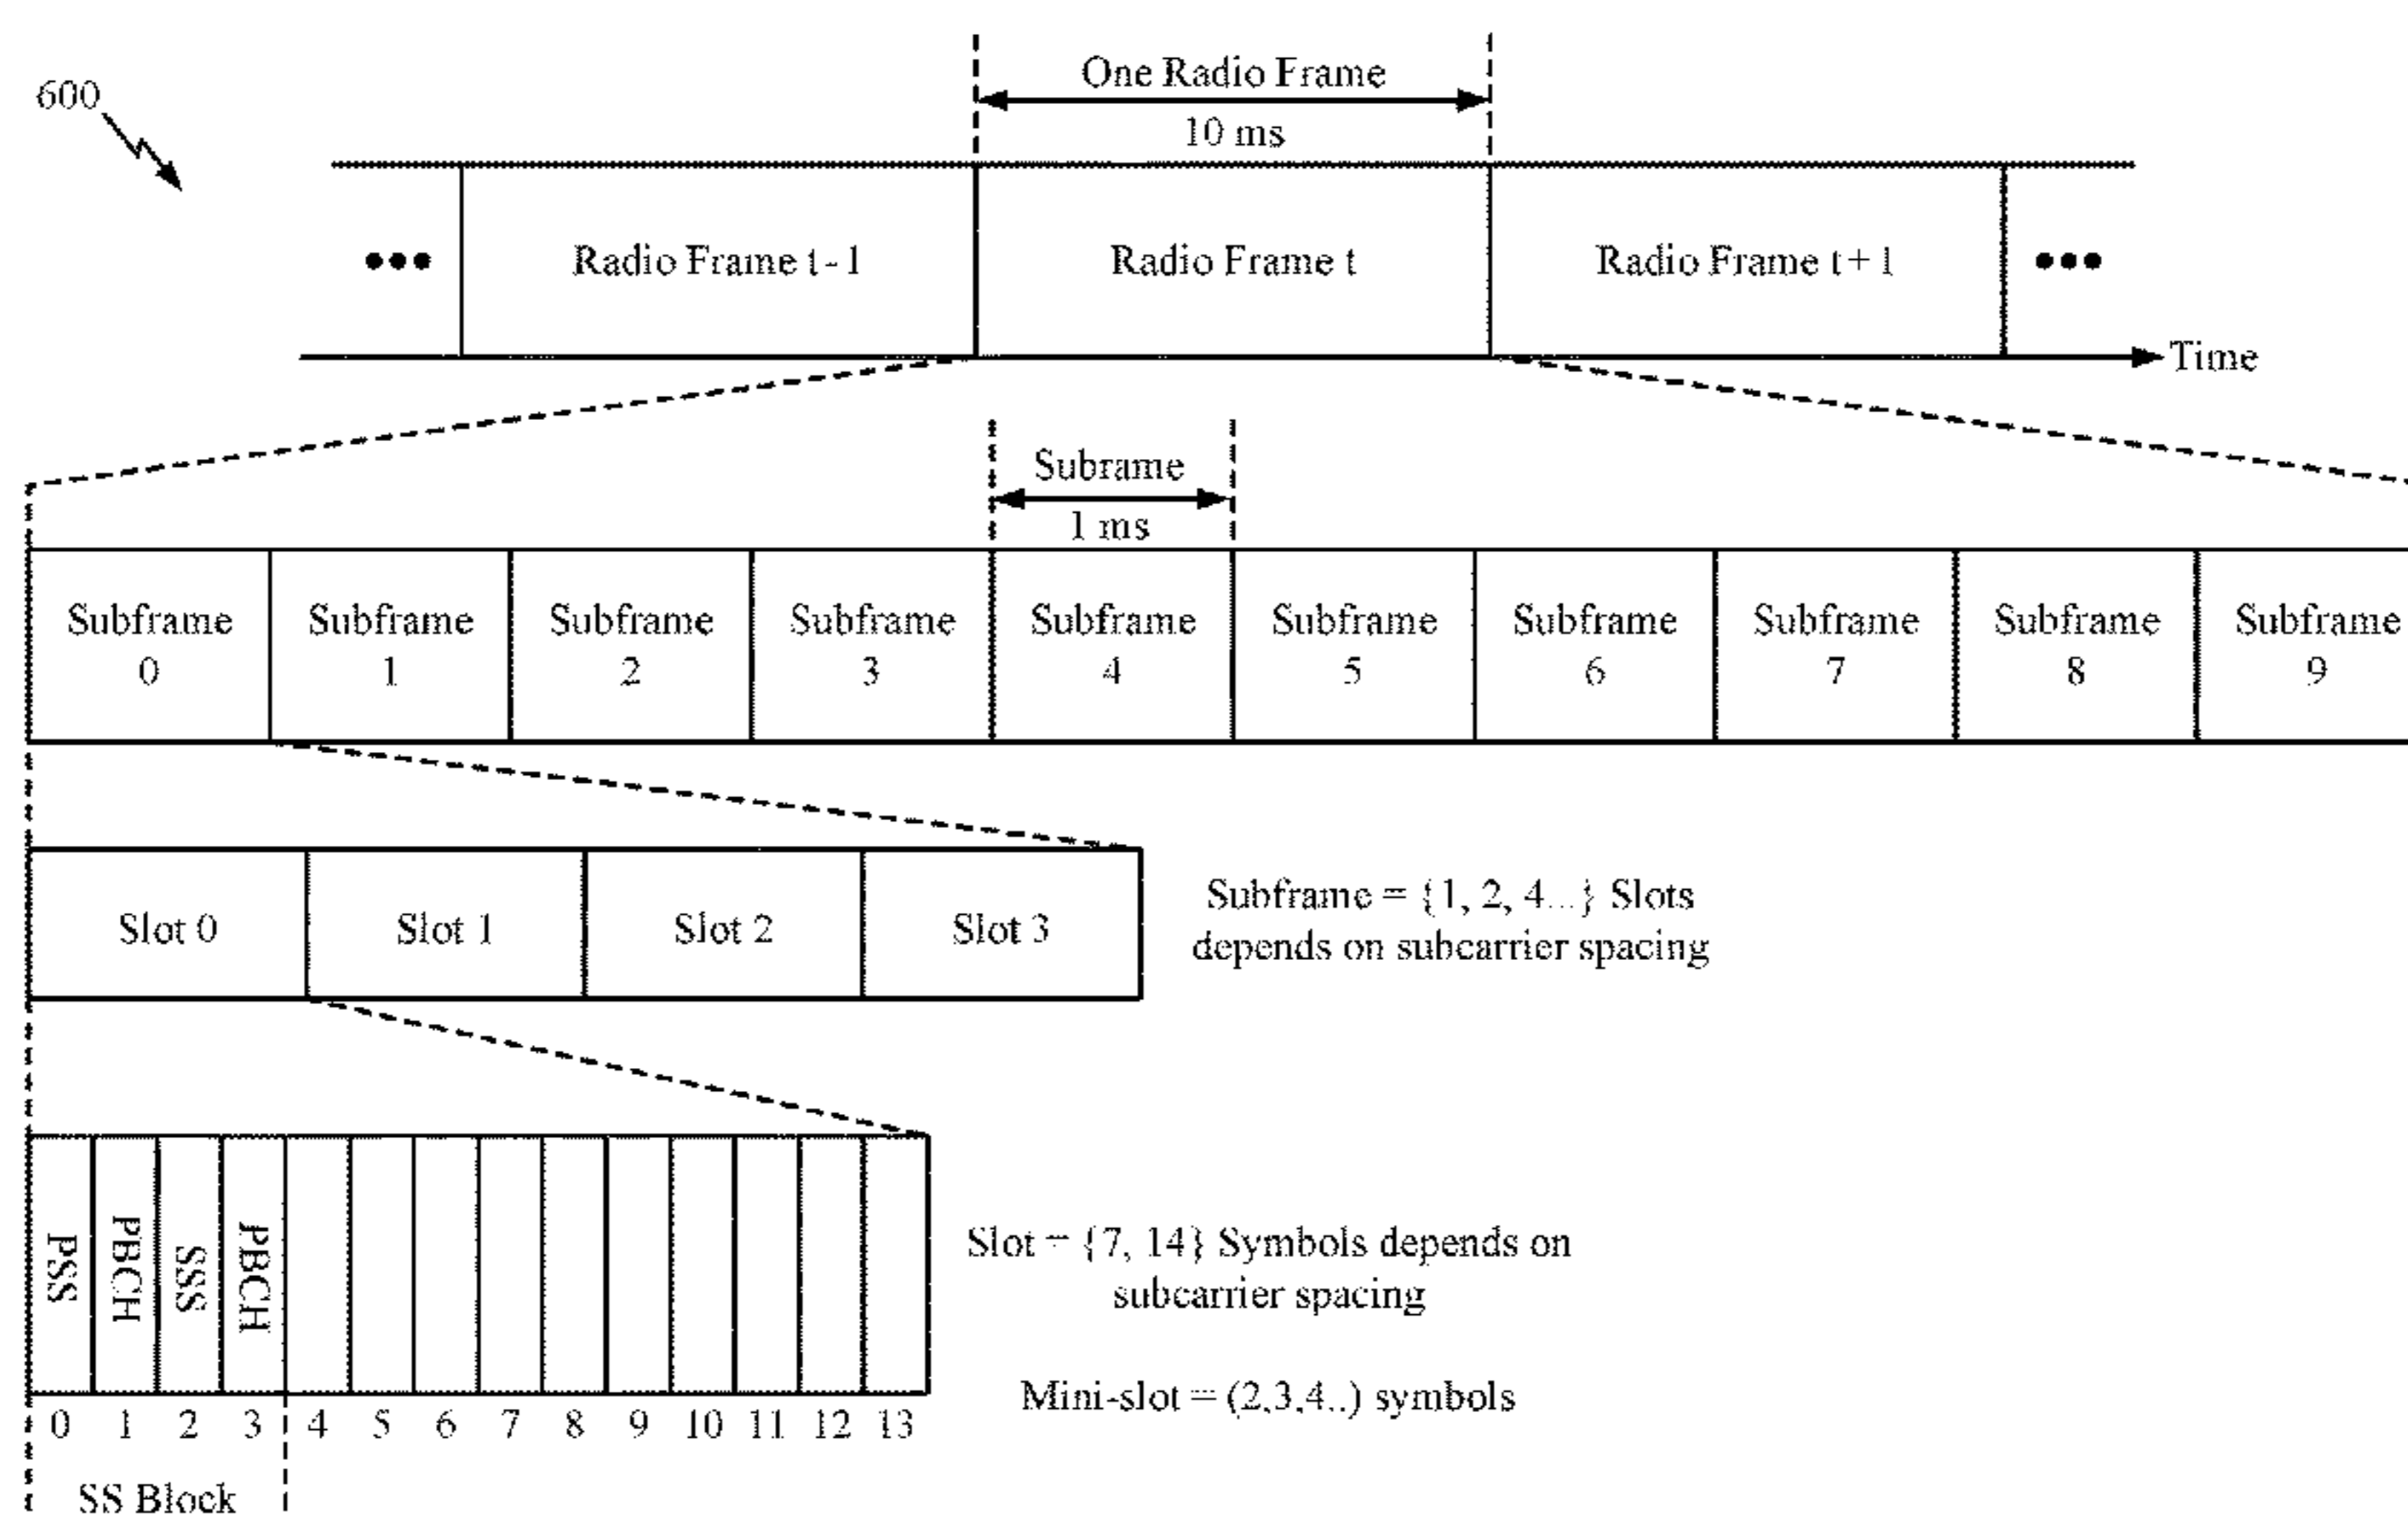 600
One Radio Frame
10 ms
••• Radio Frame t - 1 Radio Frame t Radio Frame t + 1 •••
Time
Subrame
1 ms
Subframe Subframe Subframe Subframe Subframe Subframe Subframe Subframe Subframe Subframe
0 1 2 3 4 5 6 7 8 9
Slot 0 Slot 1 Slot 2 Slot 3
Subframe = {1, 2, 4...} Slots
depends on subcarrier spacing
PSS PBCH SSS PBCH
Slot = {7, 14} Symbols depends on
subcarrier spacing
Mini-slot = (2,3,4..) symbols
0 1 2 3 4 5 6 7 8 9 10 11 12 13
SS Block